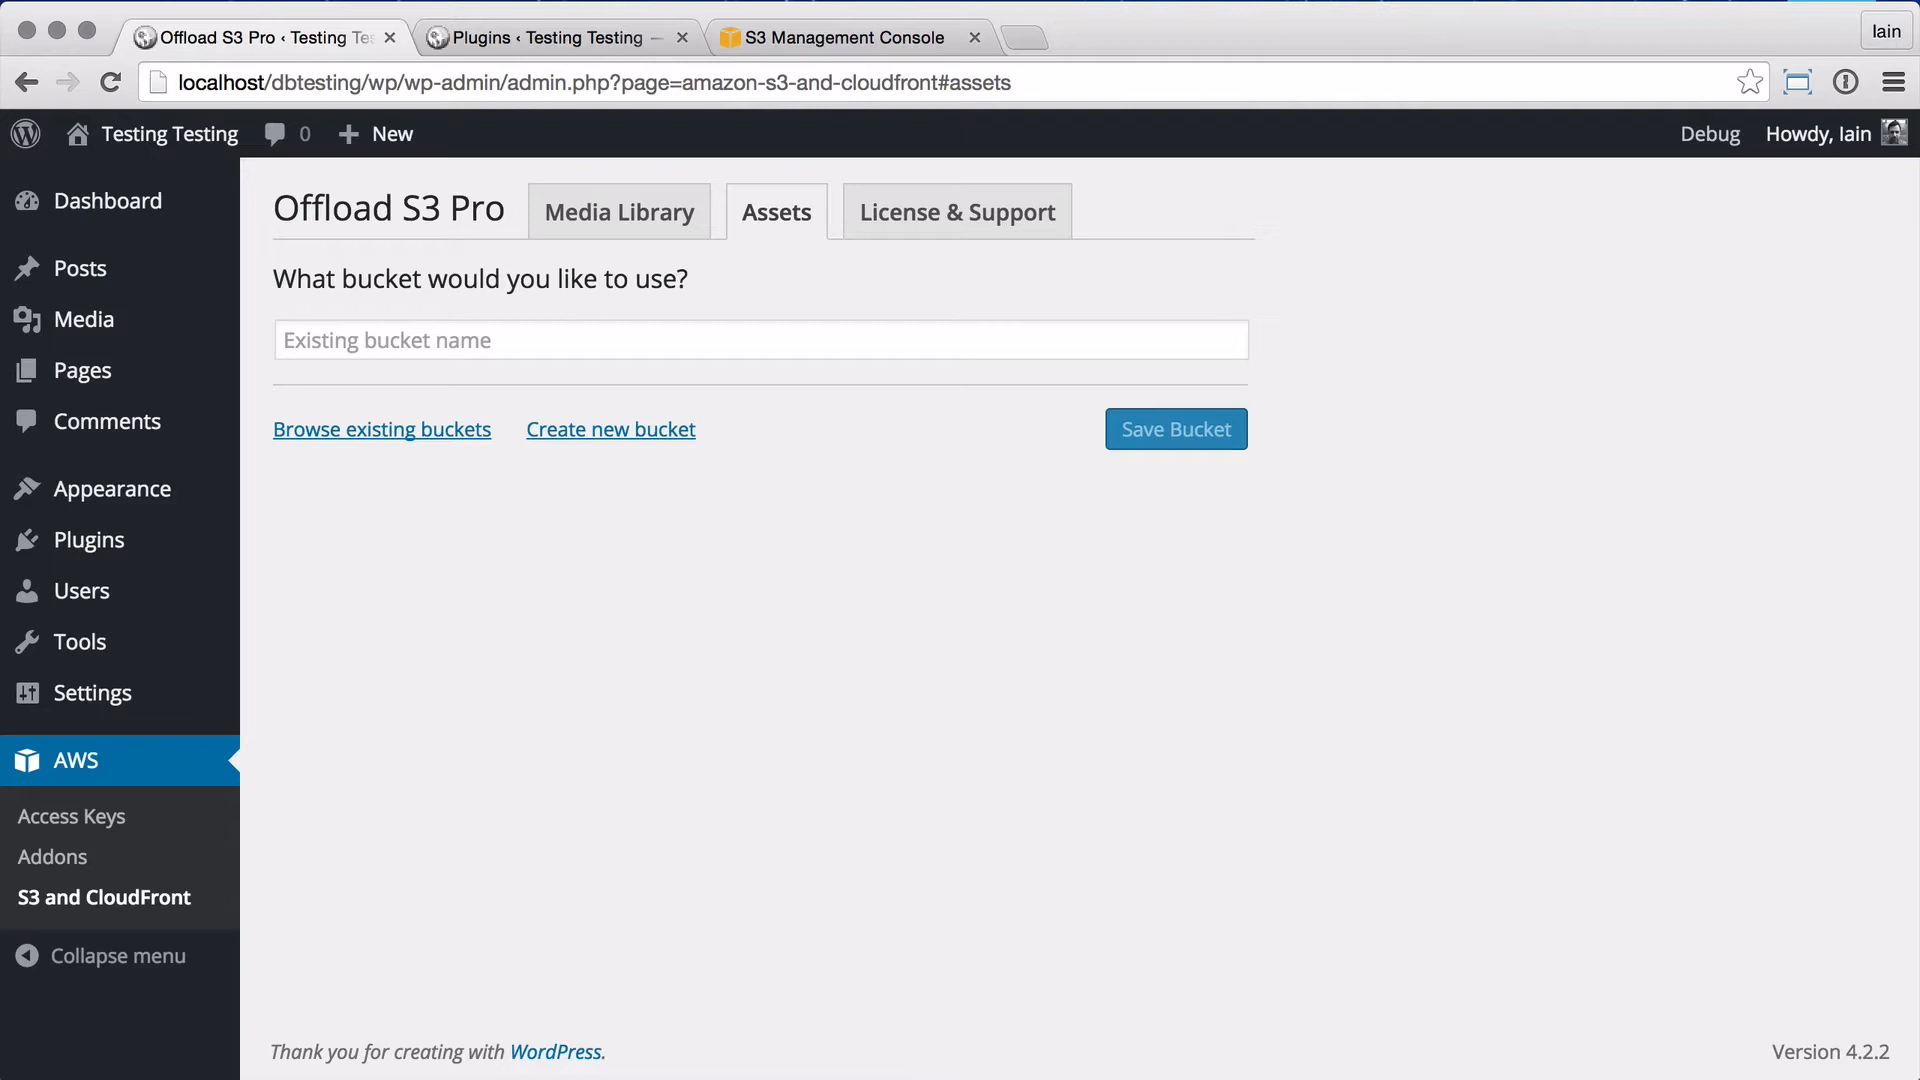 Offload S3 Pro ‹ Testing Te
Plugins ‹ Testing Testing —
S3 Management Console
Iain
localhost/dbtesting/wp/wp-admin/admin.php?page=amazon-s3-and-cloudfront#assets
Testing Testing
0
New
Debug
Howdy, Iain
Dashboard
Posts
Media
Pages
Comments
Appearance
Plugins
Users
Tools
Settings
AWS
Access Keys
Addons
S3 and CloudFront
Collapse menu
Offload S3 Pro
Media Library
Assets
License & Support
What bucket would you like to use?
Existing bucket name
Browse existing buckets
Create new bucket
Save Bucket
Thank you for creating with WordPress.
Version 4.2.2